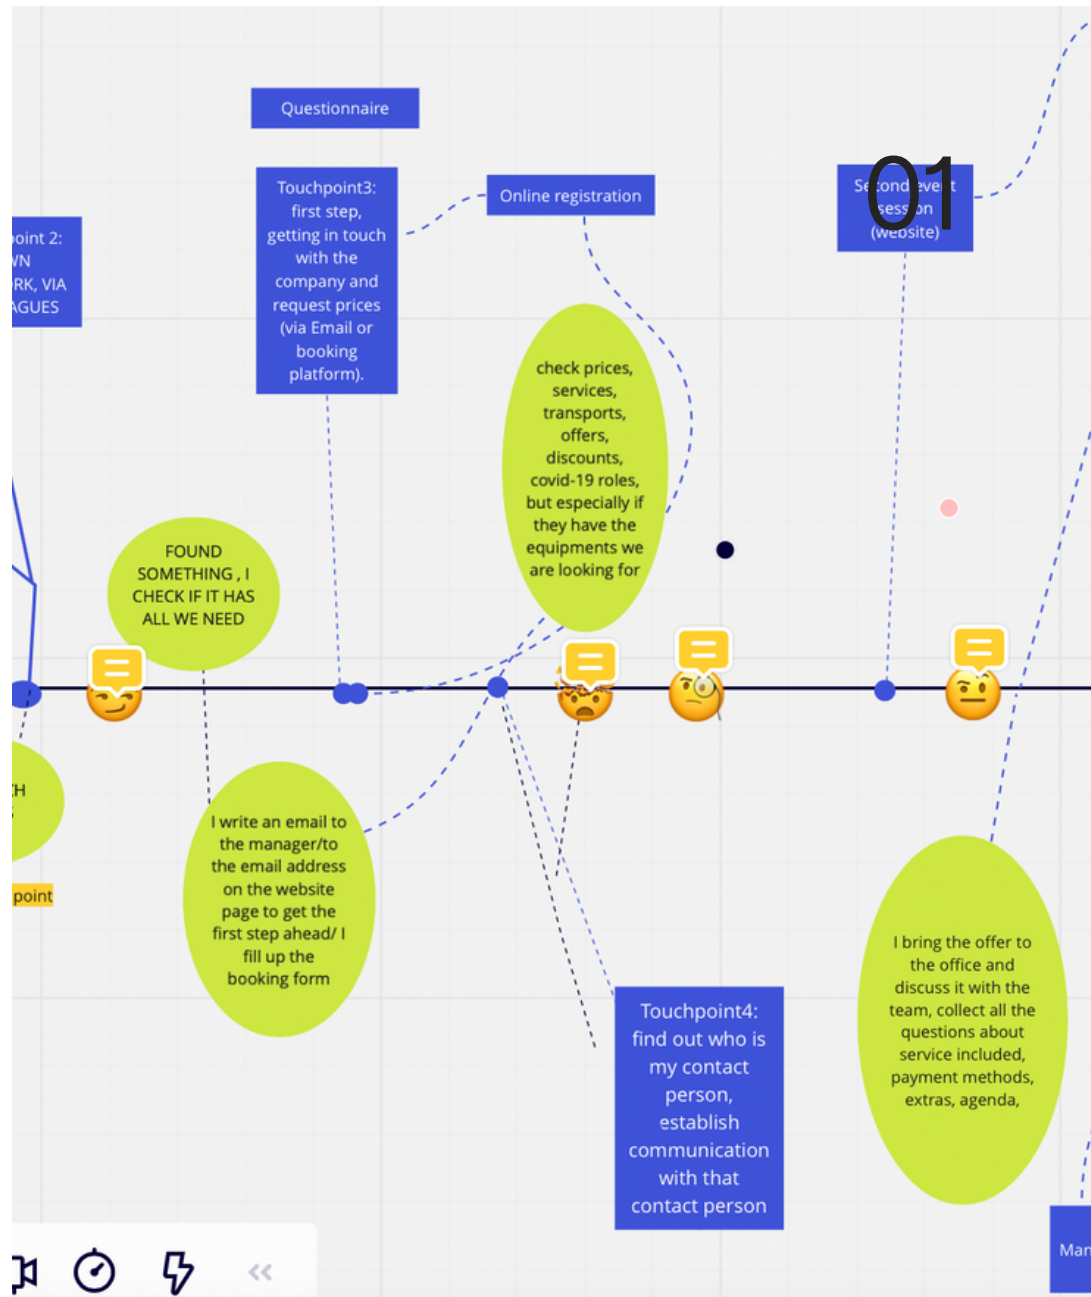 Questionnaire
Touchpoint3:
first step,
getting in touch
with the
company and
request prices
(via Email or
booking
platform).
Online registration
01
Second event
session
(website)
oint 2:
WN
RK, VIA
AGUES
check prices,
services,
transports,
offers,
discounts,
covid-19 roles,
but especially if
they have the
equipments we
are looking for
FOUND
SOMETHING , I
CHECK IF IT HAS
ALL WE NEED
CH
point
I write an email to
the manager/to
the email address
on the website
page to get the
first step ahead/ I
fill up the
booking form
Touchpoint4:
find out who is
my contact
person,
establish
communication
with that
contact person
I bring the offer to
the office and
discuss it with the
team, collect all the
questions about
service included,
payment methods,
extras, agenda,
Man